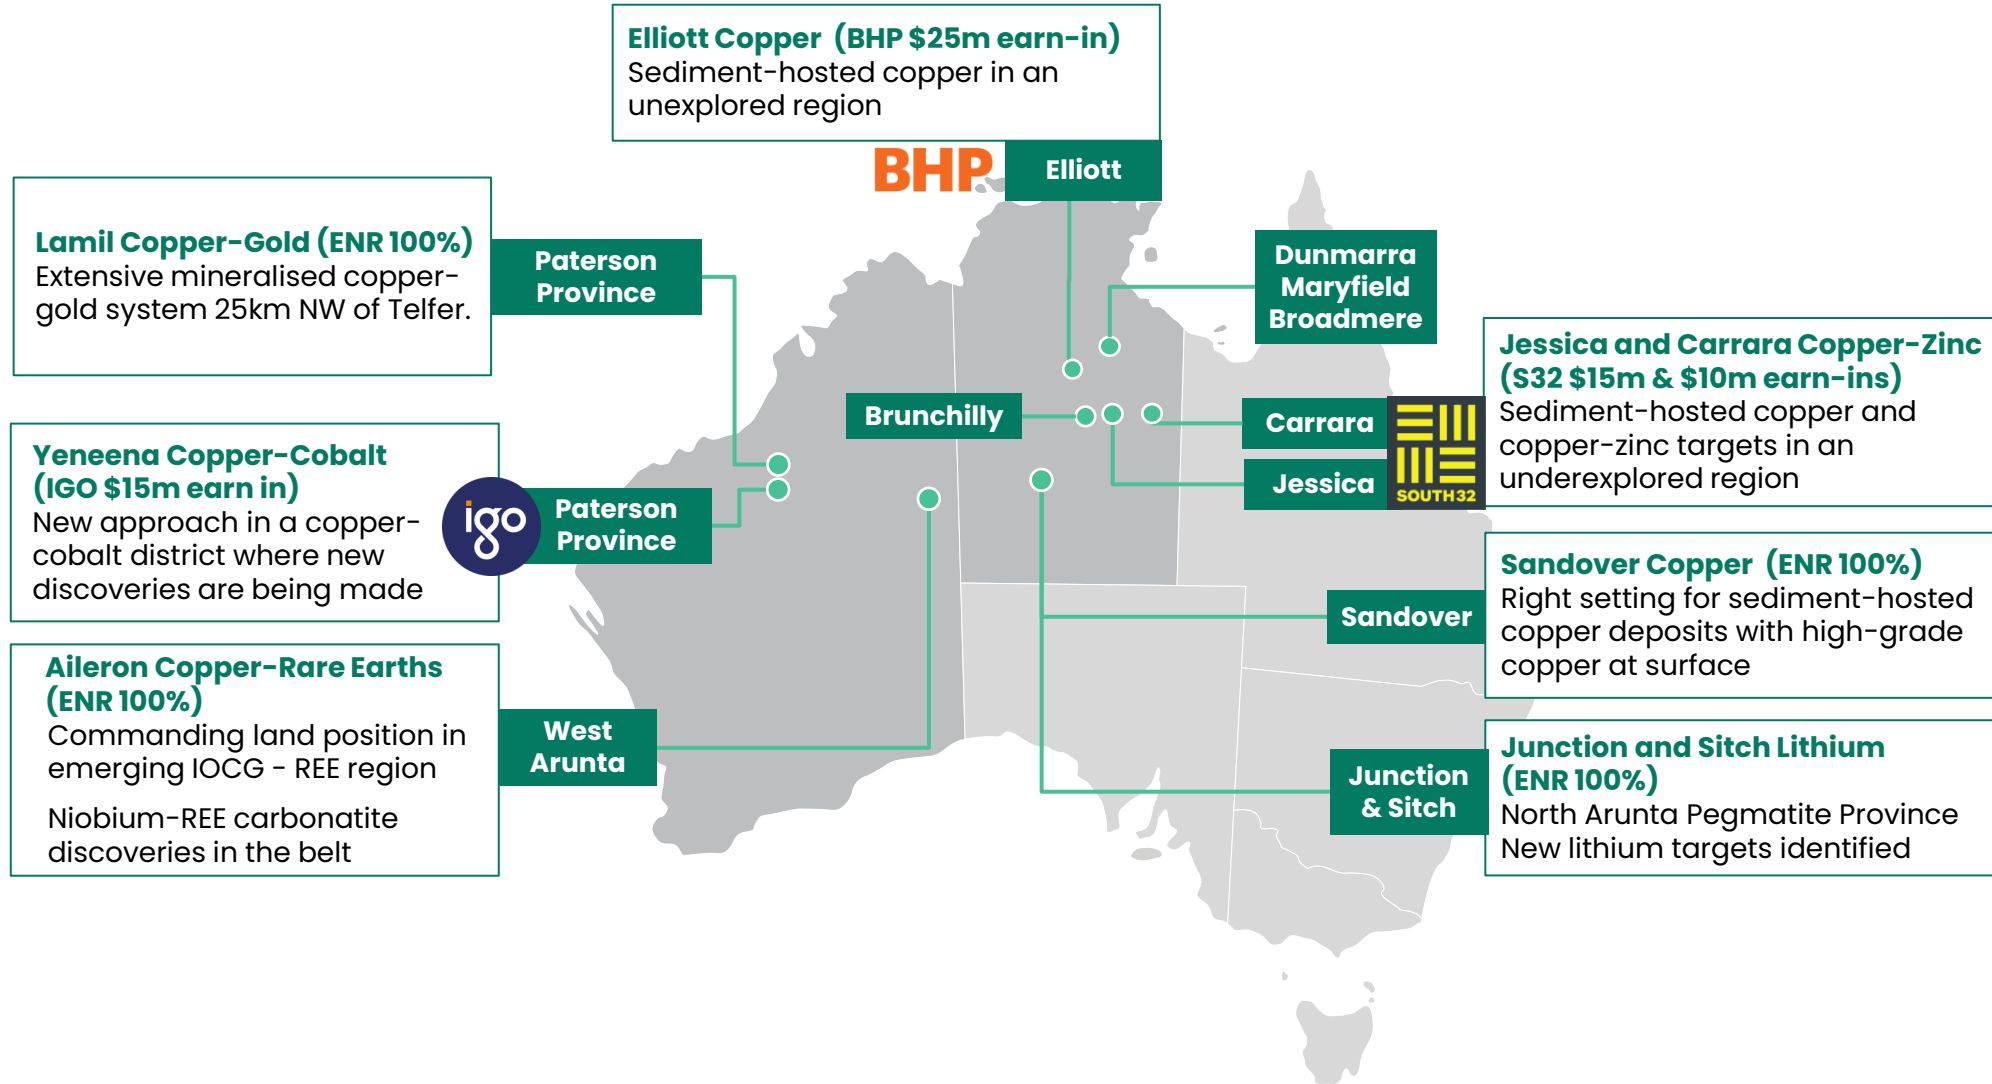 Elliott Copper (BHP $25m earn-in)
Sediment-hosted copper in an
unexplored region
BHP
Elliott
Lamil Copper-Gold (ENR 100%)
Extensive mineralised copper-
gold system 25km NW of Telfer.
Paterson
Province
Dunmarra
Maryfield
Broadmere
Jessica and Carrara Copper-Zinc
(S32 $15m & $10m earn-ins)
Sediment-hosted copper and
copper-zinc targets in an
underexplored region
Brunchilly
Carrara
Jessica
SOUTH32
Yeneena Copper-Cobalt
(IGO $15m earn in)
New approach in a copper-
cobalt district where new
discoveries are being made
igo
Paterson
Province
Sandover Copper (ENR 100%)
Right setting for sediment-hosted
copper deposits with high-grade
copper at surface
Sandover
Aileron Copper-Rare Earths
(ENR 100%)
Commanding land position in
emerging IOCG - REE region
Niobium-REE carbonatite
discoveries in the belt
West
Arunta
Junction
& Sitch
Junction and Sitch Lithium
(ENR 100%)
North Arunta Pegmatite Province
New lithium targets identified